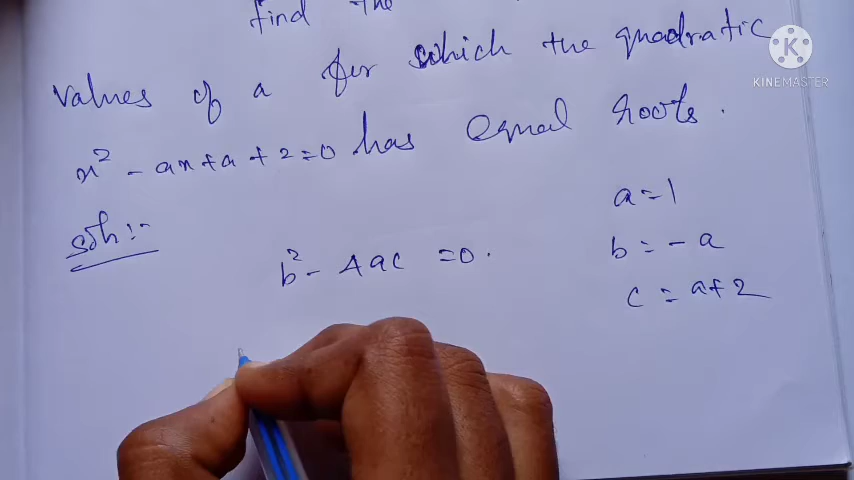 find the
values of a for which the quadratic
x² - ax + a + 2 = 0 has equal roots.
Soln :-
b² - 4ac = 0.
a = 1
b = - a
c = a + 2
KINEMASTER